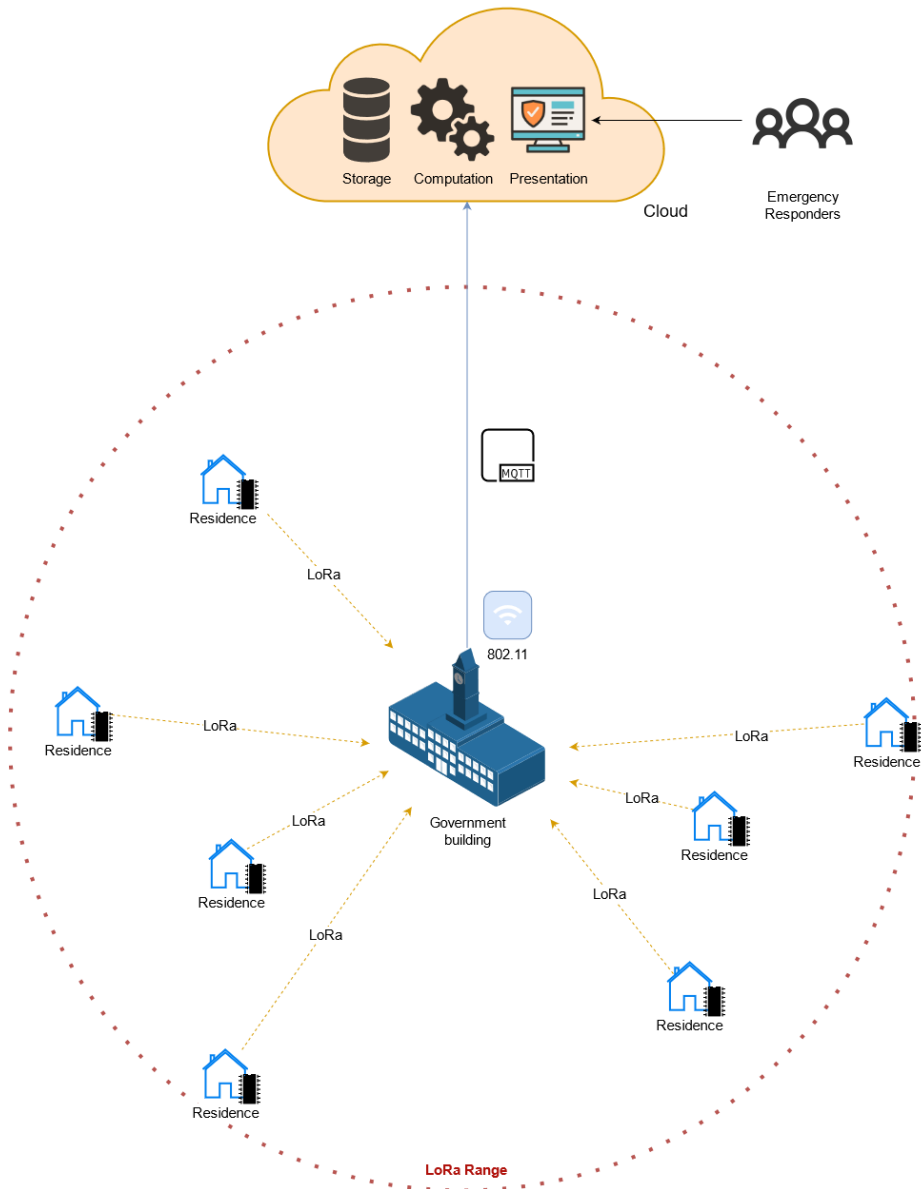 Storage
Computation
Presentation
Cloud
Emergency
Responders
MQTT
802.11
Residence
LoRa
Residence
LoRa
LoRa
Residence
Residence
LoRa
LoRa
Residence
Government
building
Residence
LoRa
LoRa
Residence
LoRa
Residence
LoRa Range